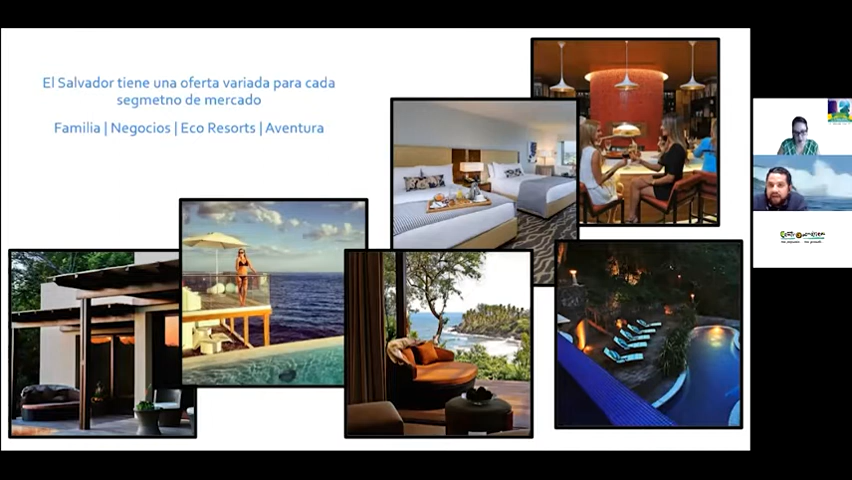 El Salvador tiene una oferta variada para cada
segmetno de mercado
Familia | Negocios | Eco Resorts | Aventura